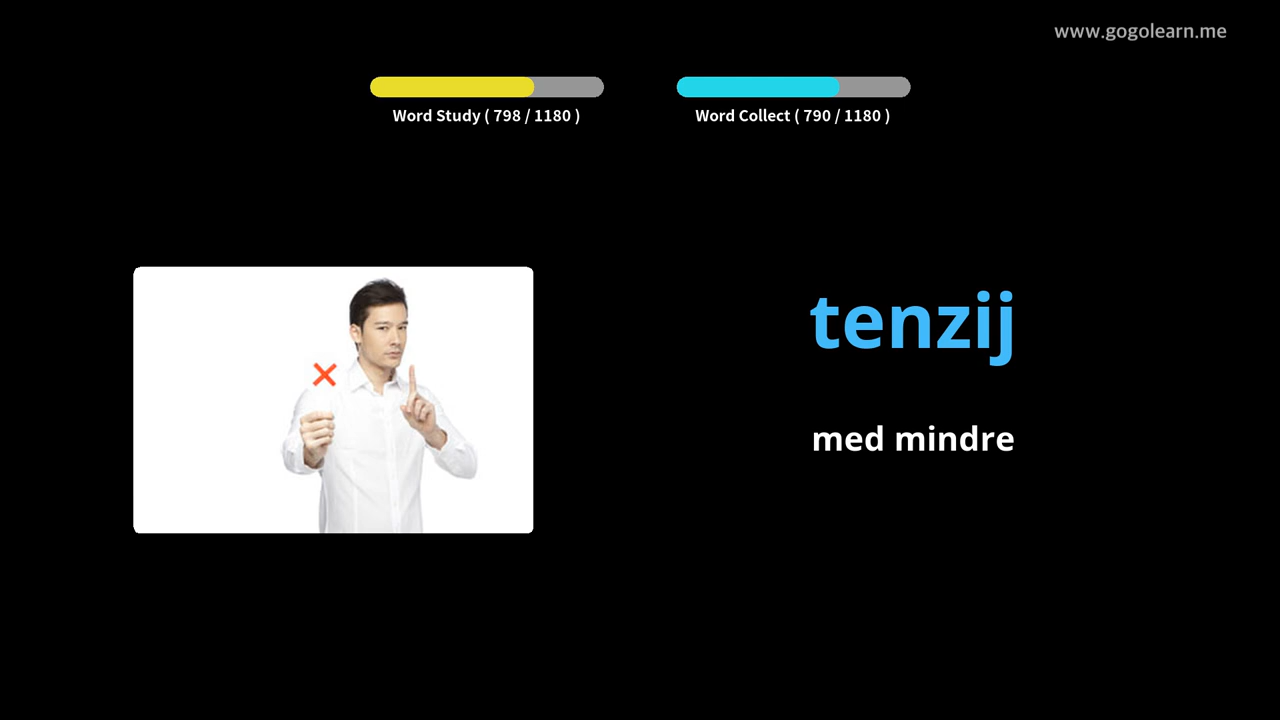 www.gogolearn.me
Word Study ( 798 / 1180 )
Word Collect ( 790 / 1180 )
tenzij
med mindre